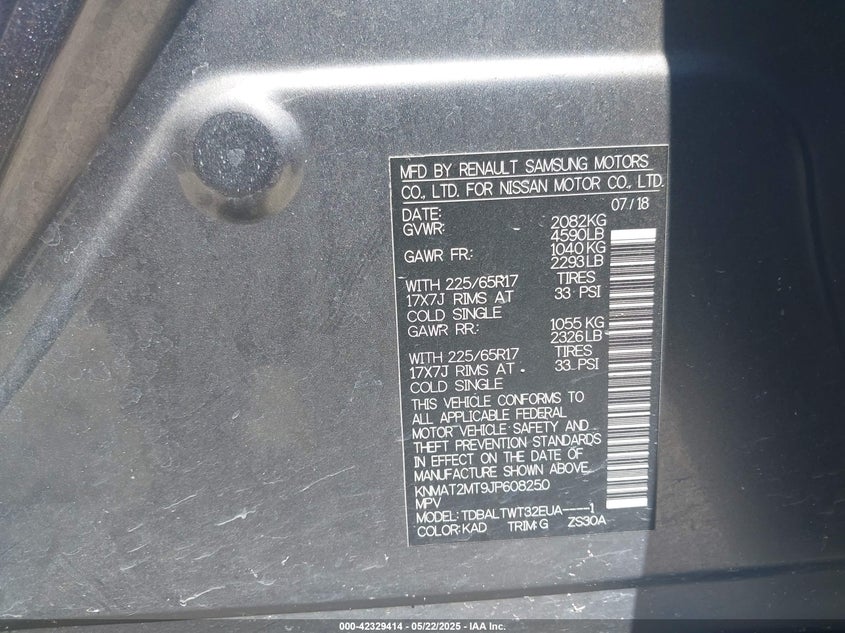 MFD BY RENAULT SAMSUNG MOTORS
CO., LTD. FOR NISSAN MOTOR CO., LTD.
DATE: 07/18
GVWR: 2082KG
4590LB
GAWR FR: 1040 KG
2293LB
WITH 225/65R17 TIRES
17X7J RIMS AT 33 PSI
COLD SINGLE
GAWR RR: 1055 KG
2326LB
WITH 225/65R17 TIRES
17X7J RIMS AT 33 PSI
COLD SINGLE
THIS VEHICLE CONFORMS TO
ALL APPLICABLE FEDERAL
MOTOR VEHICLE SAFETY AND
THEFT PREVENTION STANDARDS
IN EFFECT ON THE DATE OF
MANUFACTURE SHOWN ABOVE
KNMAT2MT9JP608250
MPV
MODEL: TDBALTWT32EUA----1
COLOR: KAD TRIM:G ZS30A
000-42329414 - 05/22/2025 - IAA Inc.